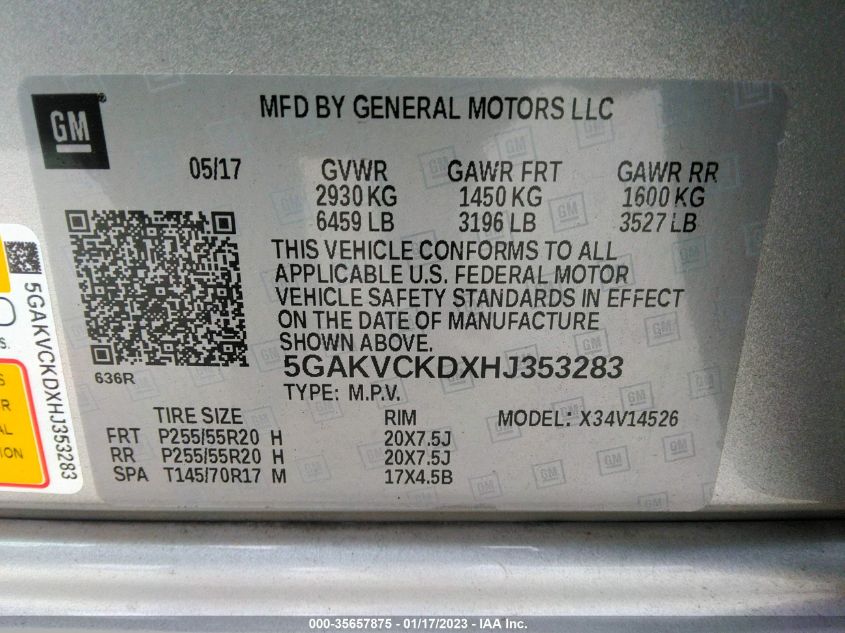 GM
MFD BY GENERAL MOTORS LLC
05/17 GVWR GAWR FRT GAWR RR
2930 KG 1450 KG 1600 KG
6459 LB 3196 LB 3527 LB
THIS VEHICLE CONFORMS TO ALL
APPLICABLE U.S. FEDERAL MOTOR
VEHICLE SAFETY STANDARDS IN EFFECT
ON THE DATE OF MANUFACTURE
SHOWN ABOVE.
636R
5GAKVCKDXHJ353283
TYPE: M.P.V.
TIRE SIZE RIM MODEL: X34V14526
FRT P255/55R20 H 20X7.5J
RR P255/55R20 H 20X7.5J
SPA T145/70R17 M 17X4.5B
5GAKVCKDXHJ353283
000-35657875 / 01/17/2023 / IAA Inc.